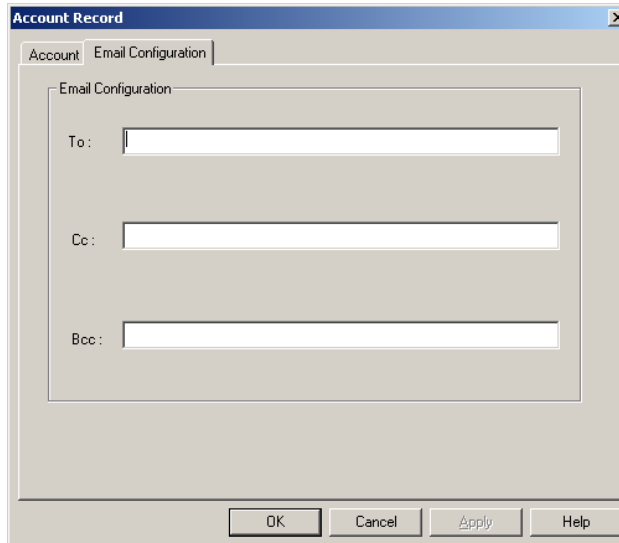 Account Record
Account Email Configuration
Email Configuration
To :
Cc :
Bcc :
OK Cancel Apply Help